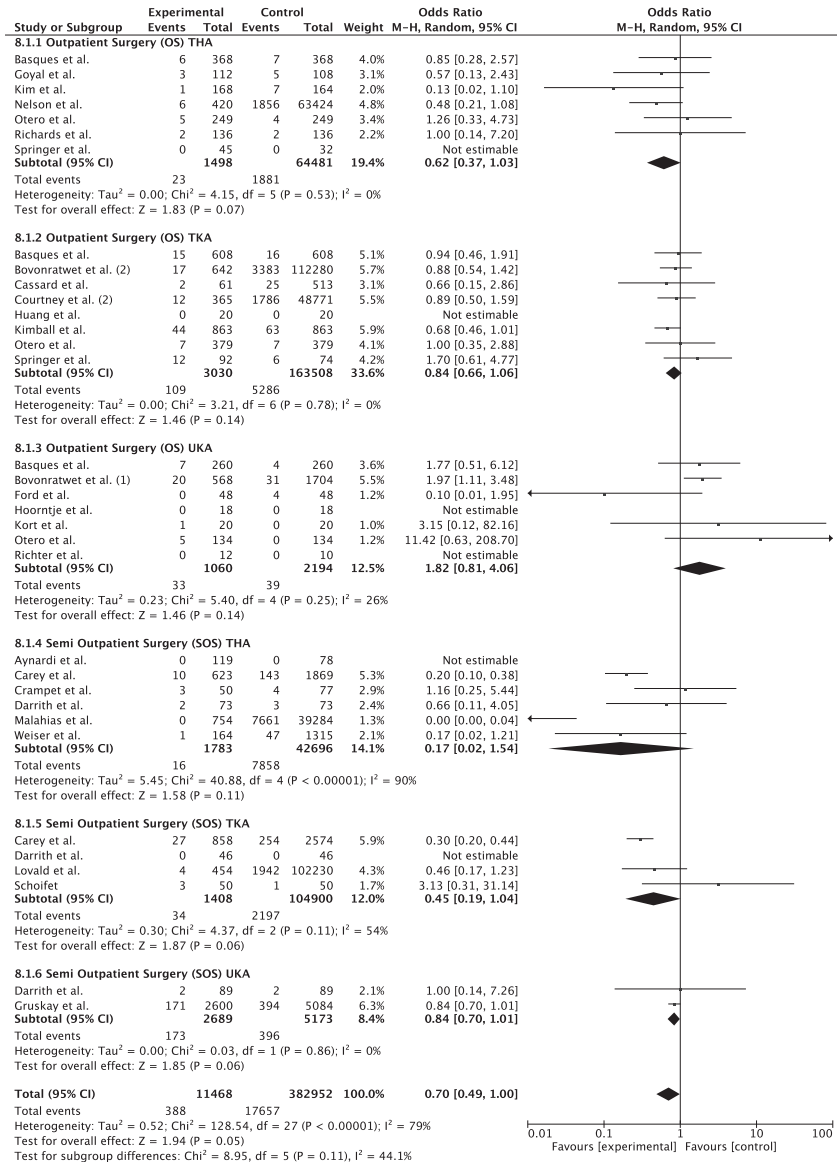 Experimental Control Odds Ratio Odds Ratio
Study or Subgroup Events Total Events Total Weight M-H, Random, 95% CI M-H, Random, 95% CI
8.1.1 Outpatient Surgery (OS) THA
Basques et al. 6 368 7 368 4.0% 0.85 [0.28, 2.57]
Goyal et al. 3 112 5 108 3.1% 0.57 [0.13, 2.43]
Kim et al. 1 168 7 164 2.0% 0.13 [0.02, 1.10]
Nelson et al. 6 420 1856 63424 4.8% 0.48 [0.21, 1.08]
Otero et al. 5 249 4 249 3.7% 1.26 [0.33, 4.73]
Richards et al. 2 136 2 136 2.2% 1.00 [0.14, 7.20]
Springer et al. 0 45 0 32 Not estimable
Subtotal (95% CI) 1498 64481 19.4% 0.62 [0.37, 1.03]
Total events 23 1881
Heterogeneity: Tau² = 0.00; Chi² = 4.15, df = 5 (P = 0.53); I² = 0%
Test for overall effect: Z = 1.83 (P = 0.07)
8.1.2 Outpatient Surgery (OS) TKA
Basques et al. 15 608 16 608 5.1% 0.94 [0.46, 1.91]
Bovonratwet et al. (2) 17 642 3383 112280 5.7% 0.88 [0.54, 1.42]
Cassard et al. 2 61 25 513 3.1% 0.66 [0.15, 2.86]
Courtney et al. (2) 12 365 1786 48771 5.5% 0.89 [0.50, 1.59]
Huang et al. 0 20 0 20 Not estimable
Kimball et al. 44 863 63 863 5.9% 0.68 [0.46, 1.01]
Otero et al. 7 379 7 379 4.1% 1.00 [0.35, 2.88]
Springer et al. 12 92 6 74 4.2% 1.70 [0.61, 4.77]
Subtotal (95% CI) 3030 163508 33.6% 0.84 [0.66, 1.06]
Total events 109 5286
Heterogeneity: Tau² = 0.00; Chi² = 3.21, df = 6 (P = 0.78); I² = 0%
Test for overall effect: Z = 1.46 (P = 0.14)
8.1.3 Outpatient Surgery (OS) UKA
Basques et al. 7 260 4 260 3.6% 1.77 [0.51, 6.12]
Bovonratwet et al. (1) 20 568 31 1704 5.5% 1.97 [1.11, 3.48]
Ford et al. 0 48 4 48 1.2% 0.10 [0.01, 1.95]
Hoorntje et al. 0 18 0 18 Not estimable
Kort et al. 1 20 0 20 1.0% 3.15 [0.12, 82.16]
Otero et al. 5 134 0 134 1.2% 11.42 [0.63, 208.70]
Richter et al. 0 12 0 10 Not estimable
Subtotal (95% CI) 1060 2194 12.5% 1.82 [0.81, 4.06]
Total events 33 39
Heterogeneity: Tau² = 0.23; Chi² = 5.40, df = 4 (P = 0.25); I² = 26%
Test for overall effect: Z = 1.46 (P = 0.14)
8.1.4 Semi Outpatient Surgery (SOS) THA
Aynardi et al. 0 119 0 78 Not estimable
Carey et al. 10 623 143 1869 5.3% 0.20 [0.10, 0.38]
Crampet et al. 3 50 4 77 2.9% 1.16 [0.25, 5.44]
Darrith et al. 2 73 3 73 2.4% 0.66 [0.11, 4.05]
Malahias et al. 0 754 7661 39284 1.3% 0.00 [0.00, 0.04]
Weiser et al. 1 164 47 1315 2.1% 0.17 [0.02, 1.21]
Subtotal (95% CI) 1783 42696 14.1% 0.17 [0.02, 1.54]
Total events 16 7858
Heterogeneity: Tau² = 5.45; Chi² = 40.88, df = 4 (P < 0.00001); I² = 90%
Test for overall effect: Z = 1.58 (P = 0.11)
8.1.5 Semi Outpatient Surgery (SOS) TKA
Carey et al. 27 858 254 2574 5.9% 0.30 [0.20, 0.44]
Darrith et al. 0 46 0 46 Not estimable
Lovald et al. 4 454 1942 102230 4.3% 0.46 [0.17, 1.23]
Schoifet 3 50 1 50 1.7% 3.13 [0.31, 31.14]
Subtotal (95% CI) 1408 104900 12.0% 0.45 [0.19, 1.04]
Total events 34 2197
Heterogeneity: Tau² = 0.30; Chi² = 4.37, df = 2 (P = 0.11); I² = 54%
Test for overall effect: Z = 1.87 (P = 0.06)
8.1.6 Semi Outpatient Surgery (SOS) UKA
Darrith et al. 2 89 2 89 2.1% 1.00 [0.14, 7.26]
Gruskay et al. 171 2600 394 5084 6.3% 0.84 [0.70, 1.01]
Subtotal (95% CI) 2689 5173 8.4% 0.84 [0.70, 1.01]
Total events 173 396
Heterogeneity: Tau² = 0.00; Chi² = 0.03, df = 1 (P = 0.86); I² = 0%
Test for overall effect: Z = 1.85 (P = 0.06)
Total (95% CI) 11468 382952 100.0% 0.70 [0.49, 1.00]
Total events 388 17657
Heterogeneity: Tau² = 0.52; Chi² = 128.54, df = 27 (P < 0.00001); I² = 79%
Test for overall effect: Z = 1.94 (P = 0.05)
Test for subgroup differences: Chi² = 8.95, df = 5 (P = 0.11), I² = 44.1%
0.01 0.1 1 10 100
Favours [experimental] Favours [control]